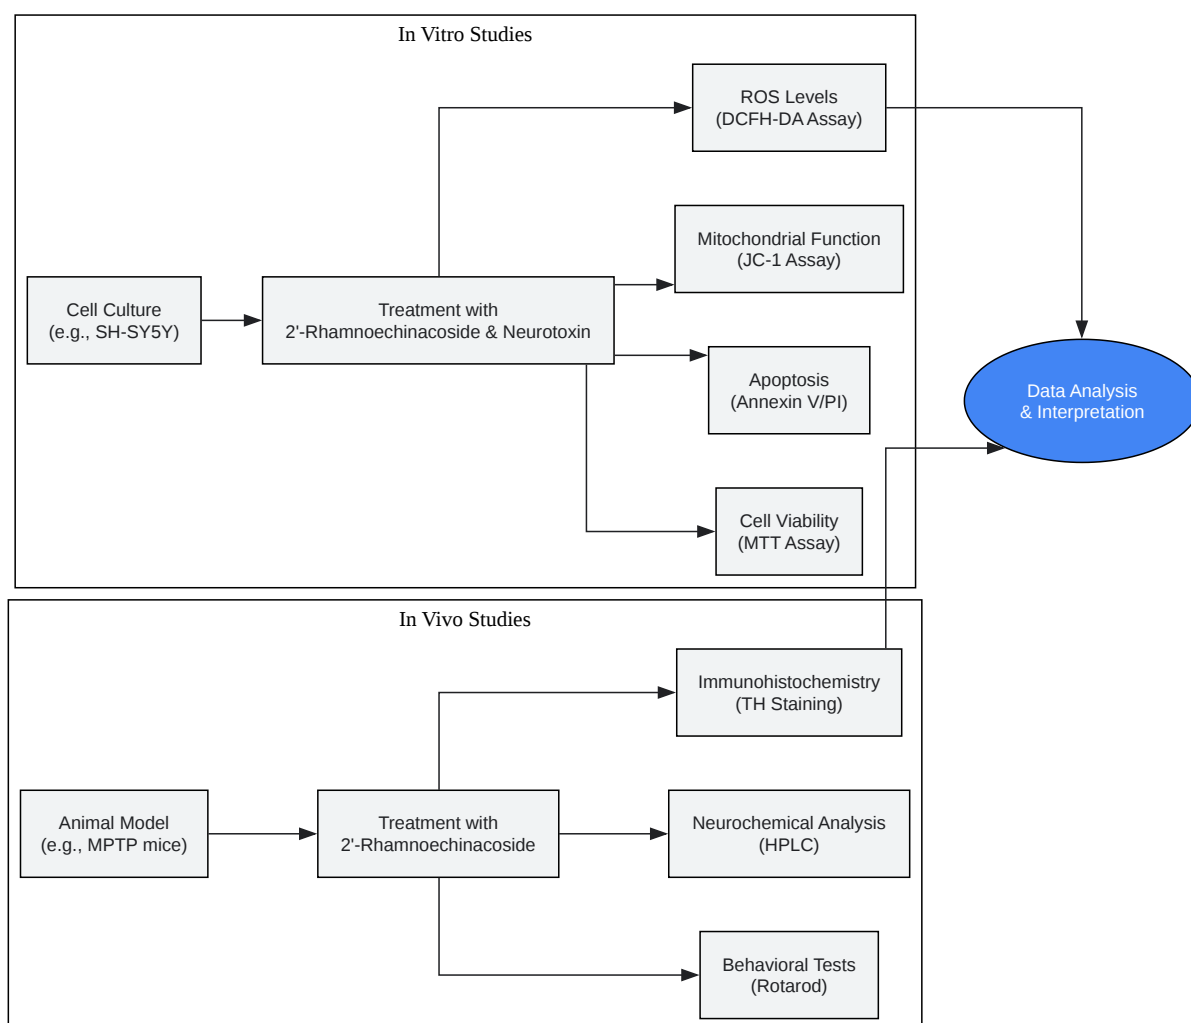 In Vitro Studies
ROS Levels
(DCFH-DA Assay)
Mitochondrial Function
(JC-1 Assay)
Cell Culture
(e.g., SH-SY5Y)
Treatment with
2'-Rhamnoechinacoside & Neurotoxin
Apoptosis
(Annexin V/PI)
Cell Viability
(MTT Assay)
Data Analysis
& Interpretation
In Vivo Studies
Immunohistochemistry
(TH Staining)
Animal Model
(e.g., MPTP mice)
Treatment with
2'-Rhamnoechinacoside
Neurochemical Analysis
(HPLC)
Behavioral Tests
(Rotarod)